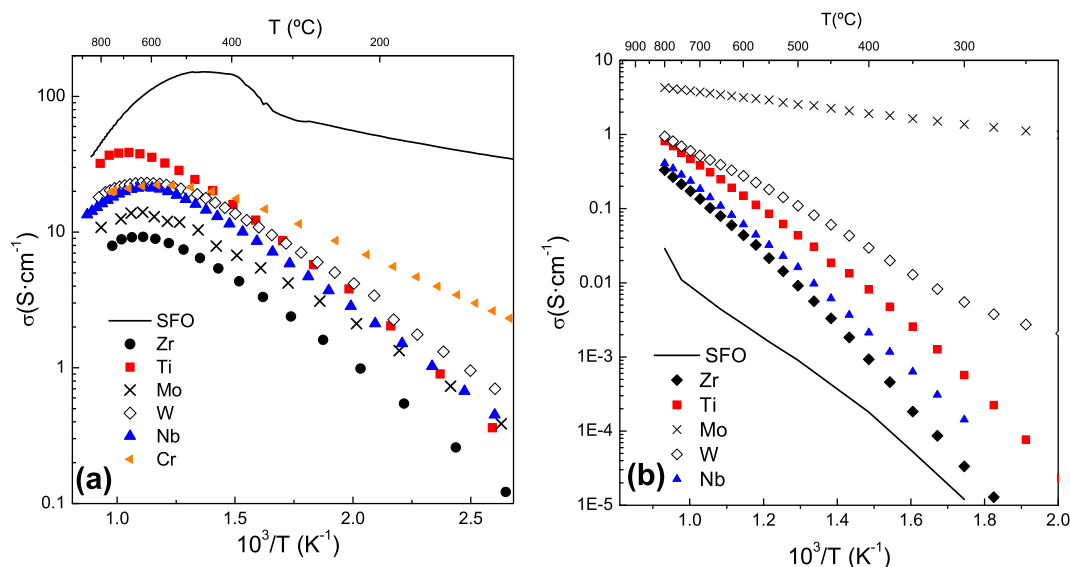 T (ºC)
800 600 400 200
100
10
1
0.1
σ(S·cm⁻¹)
SFO
Zr
Ti
Mo
W
Nb
Cr
(a)
1.0 1.5 2.0 2.5
10³/T (K⁻¹)
T(ºC)
900 800 700 600 500 400 300
10
1
0.1
0.01
1E-3
1E-4
1E-5
σ(S·cm⁻¹)
SFO
Zr
Ti
Mo
W
Nb
(b)
1.0 1.2 1.4 1.6 1.8 2.0
10³/T (K⁻¹)